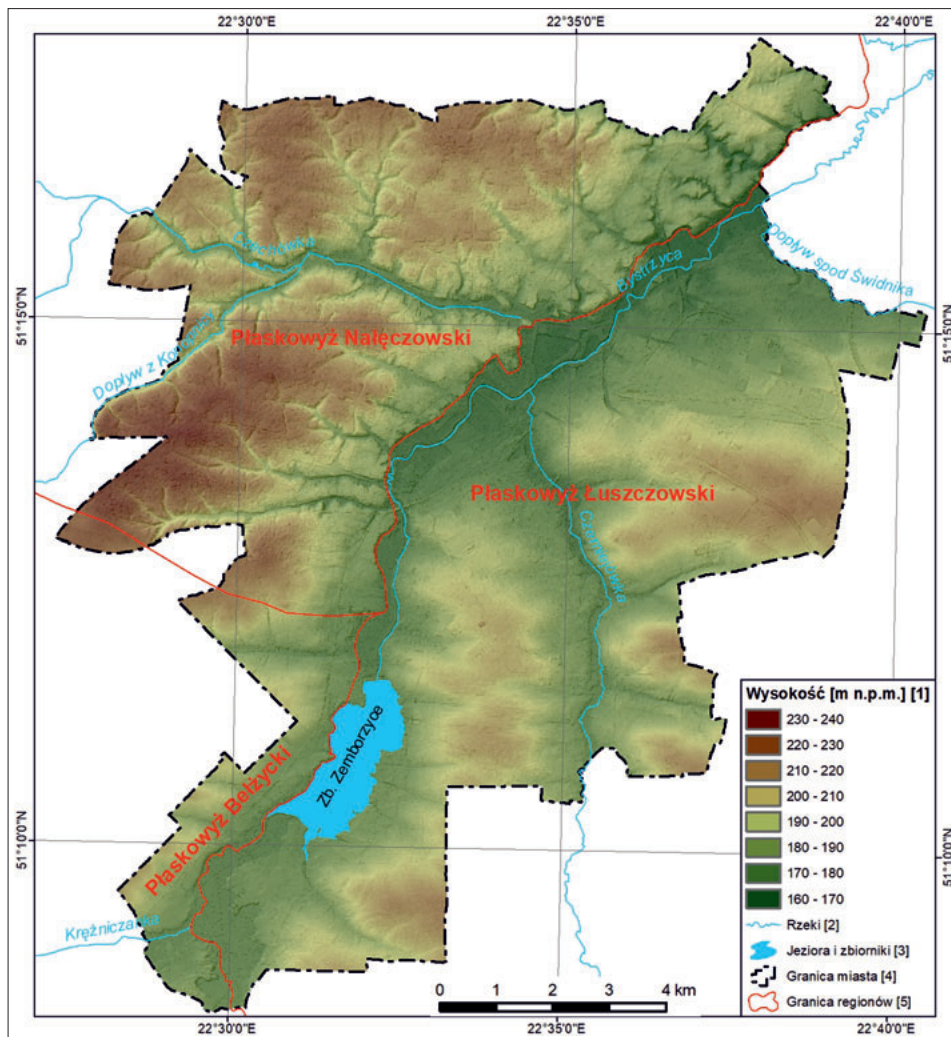 22°30'0"E
22°35'0"E
22°40'0"E
51°15'0"N
51°15'0"N
51°10'0"N
51°10'0"N
Czechówka
Bystrzyca
Dopływ spod Świdnika
Płaskowyż Nałęczowski
Dopływ z Konopnicy
Płaskowyż Łuszczowski
Czerniejówka
Zb. Zemborzyce
Płaskowyż Bełżycki
Krężniczanka
Wysokość [m n.p.m.] [1]
230 - 240
220 - 230
210 - 220
200 - 210
190 - 200
180 - 190
170 - 180
160 - 170
Rzeki [2]
Jeziora i zbiorniki [3]
Granica miasta [4]
Granica regionów [5]
0 1 2 3 4 km
22°30'0"E
22°35'0"E
22°40'0"E